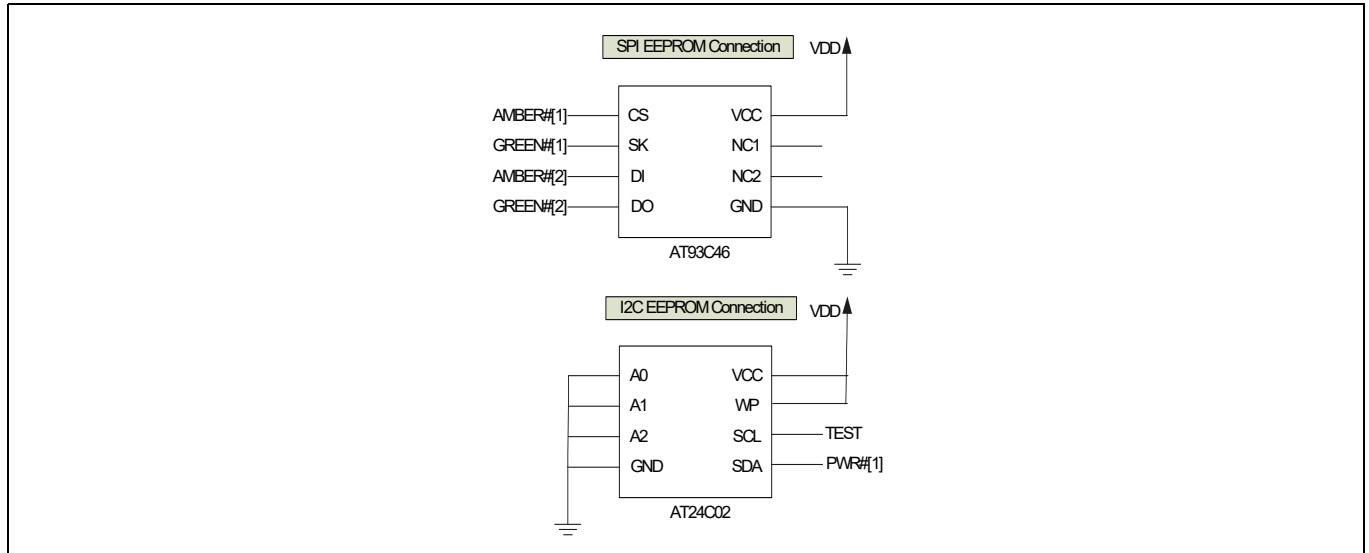 SPI EEPROM Connection
VDD
AMBER#[1] CS VCC
GREEN#[1] SK NC1
AMBER#[2] DI NC2
GREEN#[2] DO GND
AT93C46
I2C EEPROM Connection
VDD
A0 VCC
A1 WP
A2 SCL TEST
GND SDA PWR#[1]
AT24C02